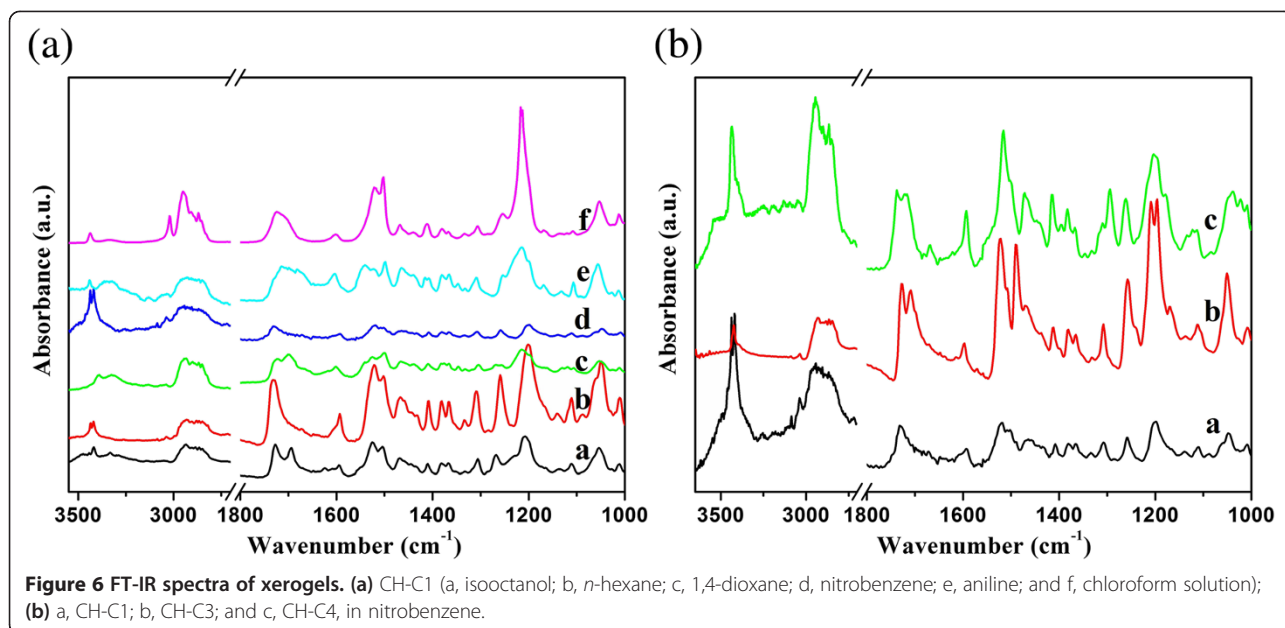 (a)
(b)
Absorbance (a.u.)
f
e
d
c
b
a
3500 3000 1800 1600 1400 1200 1000
Wavenumber (cm-1)
Absorbance (a.u.)
c
b
a
3500 3000 1800 1600 1400 1200 1000
Wavenumber (cm-1)
Figure 6 FT-IR spectra of xerogels. (a) CH-C1 (a, isooctanol; b, n-hexane; c, 1,4-dioxane; d, nitrobenzene; e, aniline; and f, chloroform solution);
(b) a, CH-C1; b, CH-C3; and c, CH-C4, in nitrobenzene.